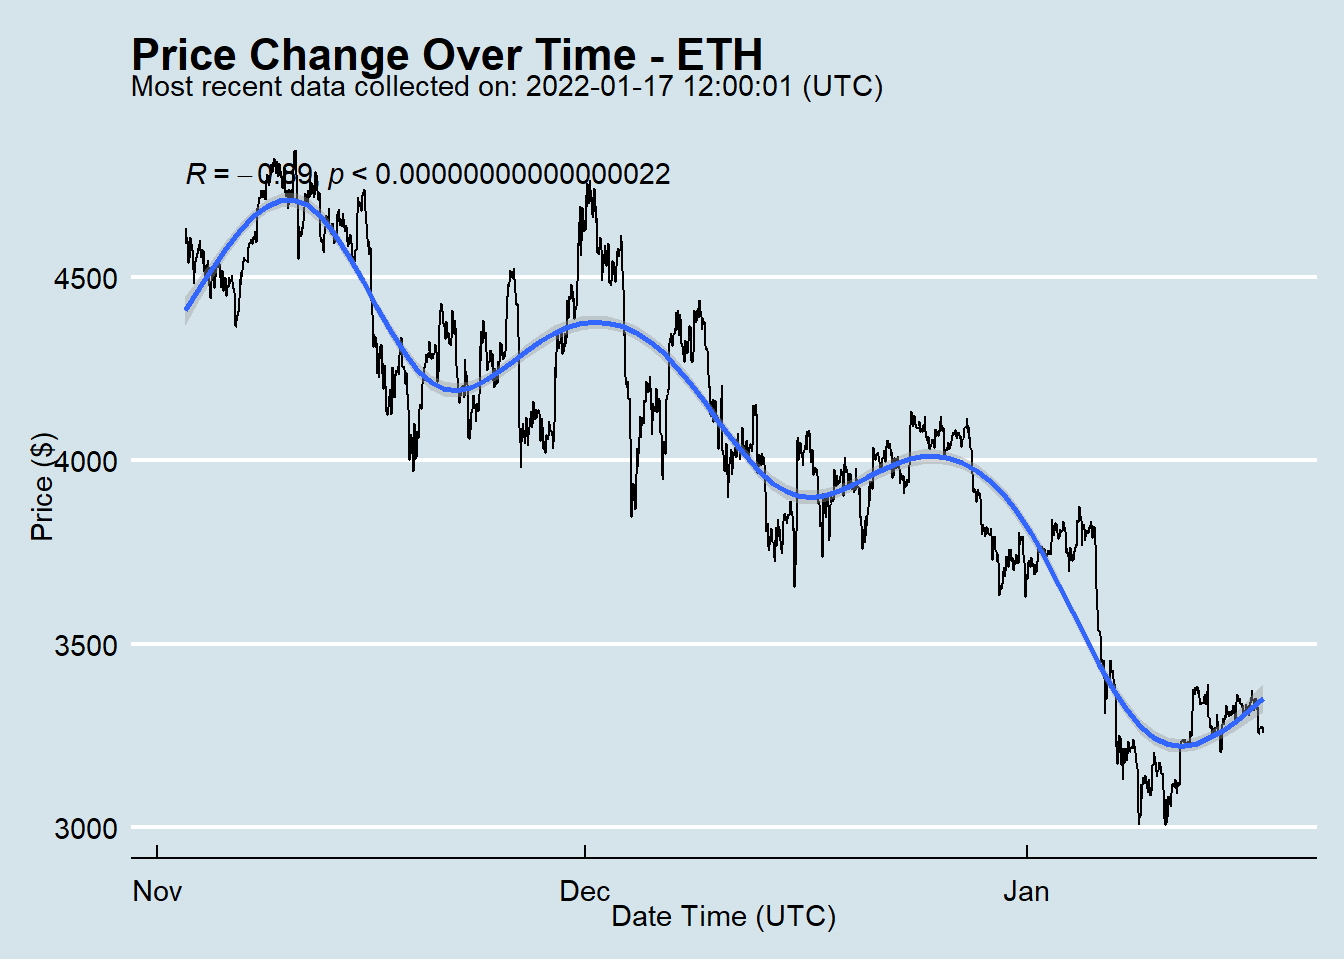 Price Change Over Time - ETH
Most recent data collected on: 2022-01-17 12:00:01 (UTC)
R = −0.89, p < 0.00000000000000022
4500
4000
3500
3000
Price ($)
Nov Dec Jan
Date Time (UTC)